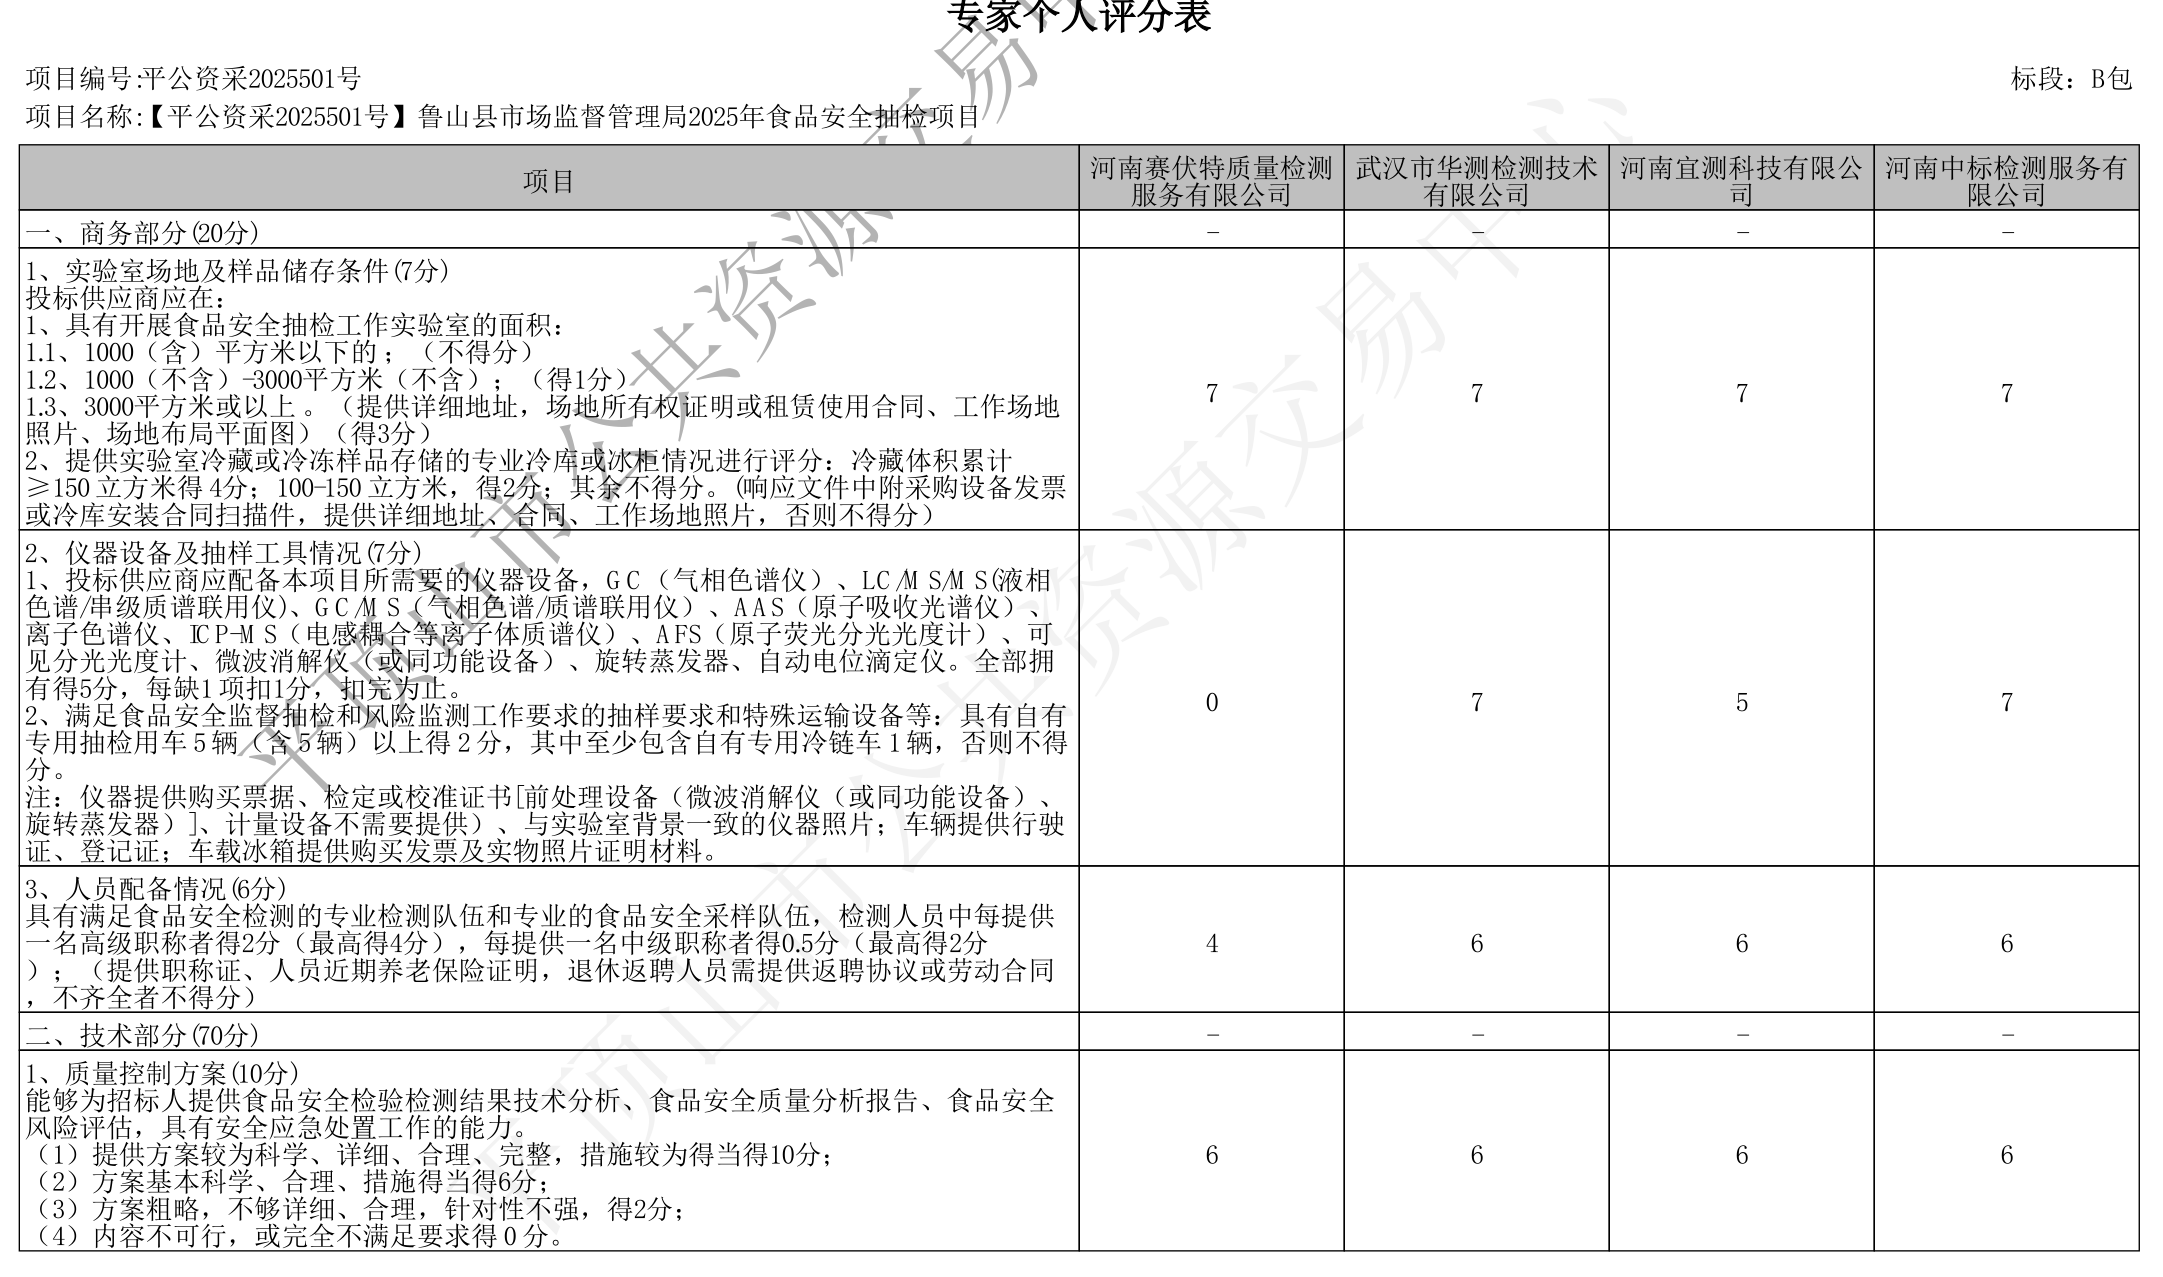 专家个人评分表
项目编号:平公资采2025501号
标段：B包
项目名称:【平公资采2025501号】鲁山县市场监督管理局2025年食品安全抽检项目
项目
河南赛伏特质量检测
服务有限公司
武汉市华测检测技术
有限公司
河南宜测科技有限公
司
河南中标检测服务有
限公司
一、商务部分(20分)
-
-
-
-
1、实验室场地及样品储存条件(7分)
投标供应商应在：
1、具有开展食品安全抽检工作实验室的面积：
1.1、1000（含）平方米以下的；（不得分）
1.2、1000（不含）-3000平方米（不含）；（得1分）
1.3、3000平方米或以上 。（提供详细地址，场地所有权证明或租赁使用合同、工作场地
照片、场地布局平面图）（得3分）
2、提供实验室冷藏或冷冻样品存储的专业冷库或冰柜情况进行评分：冷藏体积累计
≥150 立方米得 4分；100-150 立方米，得2分；其余不得分。(响应文件中附采购设备发票
或冷库安装合同扫描件，提供详细地址、合同、工作场地照片，否则不得分）
7
7
7
7
2、仪器设备及抽样工具情况(7分)
1、投标供应商应配备本项目所需要的仪器设备，GC（气相色谱仪）、LC/MS/MS(液相
色谱/串级质谱联用仪)、GC/MS（气相色谱/质谱联用仪）、AAS（原子吸收光谱仪）、
离子色谱仪、ICP-MS（电感耦合等离子体质谱仪）、AFS（原子荧光分光光度计）、可
见分光光度计、微波消解仪（或同功能设备）、旋转蒸发器、自动电位滴定仪。全部拥
有得5分，每缺1 项扣1分，扣完为止。
2、满足食品安全监督抽检和风险监测工作要求的抽样要求和特殊运输设备等：具有自有
专用抽检用车 5 辆（含 5 辆）以上得 2 分，其中至少包含自有专用冷链车 1 辆，否则不得
分。
注：仪器提供购买票据、检定或校准证书[前处理设备（微波消解仪（或同功能设备）、
旋转蒸发器）]、计量设备不需要提供）、与实验室背景一致的仪器照片；车辆提供行驶
证、登记证；车载冰箱提供购买发票及实物照片证明材料。
0
7
5
7
3、人员配备情况(6分)
具有满足食品安全检测的专业检测队伍和专业的食品安全采样队伍，检测人员中每提供
一名高级职称者得2分（最高得4分），每提供一名中级职称者得0.5分（最高得2分
）；（提供职称证、人员近期养老保险证明，退休返聘人员需提供返聘协议或劳动合同
，不齐全者不得分）
4
6
6
6
二、技术部分(70分)
-
-
-
-
1、质量控制方案(10分)
能够为招标人提供食品安全检验检测结果技术分析、食品安全质量分析报告、食品安全
风险评估，具有安全应急处置工作的能力。
（1）提供方案较为科学、详细、合理、完整，措施较为得当得10分；
（2）方案基本科学、合理、措施得当得6分；
（3）方案粗略，不够详细、合理，针对性不强，得2分；
（4）内容不可行，或完全不满足要求得 0 分。
6
6
6
6
平顶山市公共资源交易中
平顶山市公共资源交易中心